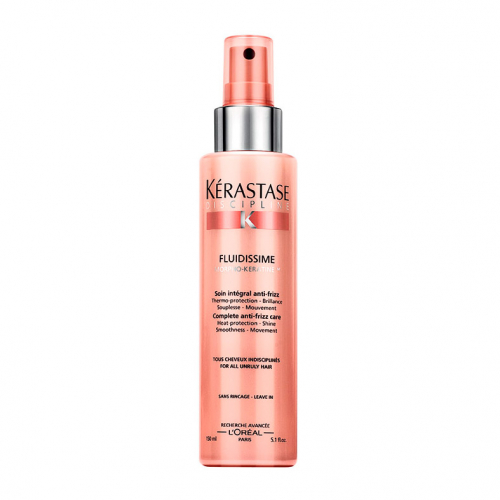 KÉRASTASE
DISCIPLINE
K
FLUIDISSIME
Soin intégral anti-frizz
Thermo-protection - Brillance
Souplesse - Mouvement
Complete anti-frizz care
Heat protection - Shine
Smoothness - Movement
TOUS CHEVEUX INDISCIPLINÉS
FOR ALL UNRULY HAIR
SANS RINÇAGE - LEAVE IN
RECHERCHE AVANCÉE
L'ORÉAL
PARIS
150 ml 5.1 fl.oz.